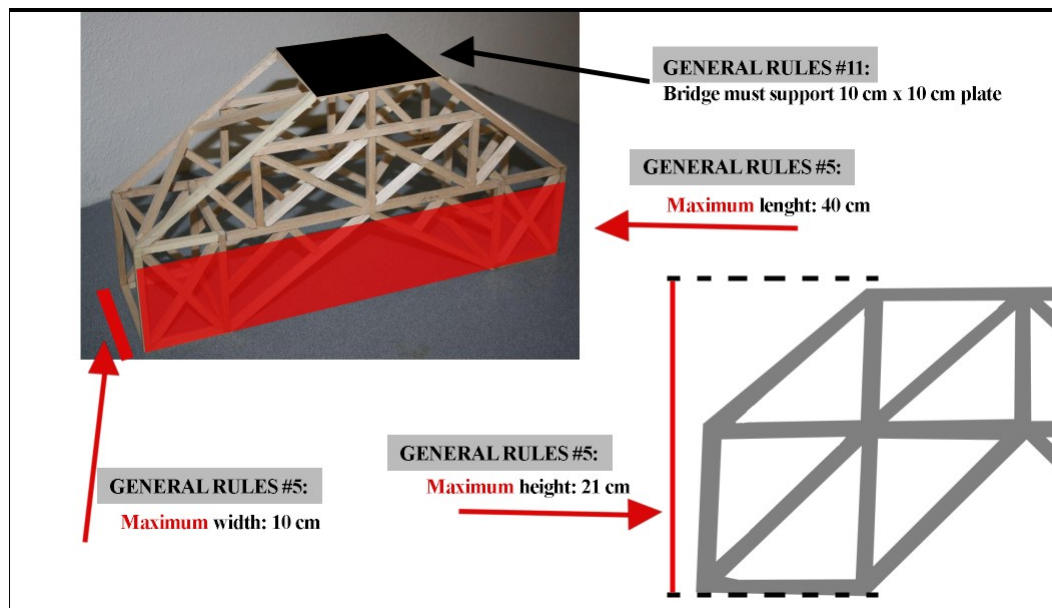 GENERAL RULES #11:
Bridge must support 10 cm x 10 cm plate
GENERAL RULES #5:
Maximum lenght: 40 cm
GENERAL RULES #5:
Maximum height: 21 cm
GENERAL RULES #5:
Maximum width: 10 cm